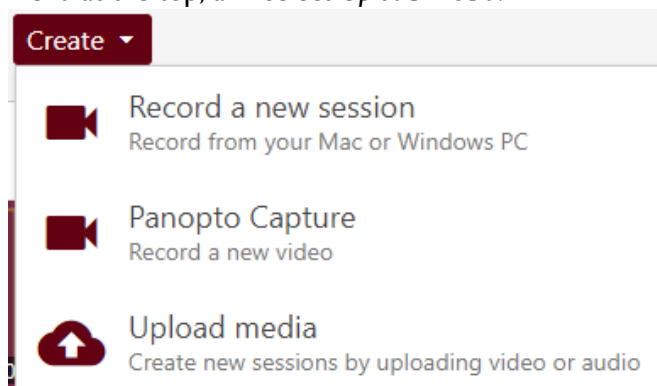 Create
Record a new session
Record from your Mac or Windows PC
Panopto Capture
Record a new video
Upload media
Create new sessions by uploading video or audio